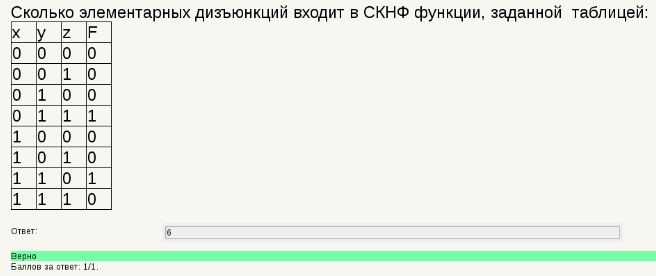 Сколько элементарных дизъюнкций входит в СКНФ функции, заданной таблицей:
x y z F
0 0 0 0
0 0 1 0
0 1 0 0
0 1 1 1
1 0 0 0
1 0 1 0
1 1 0 1
1 1 1 0
Ответ: 6
Верно
Баллов за ответ: 1/1.